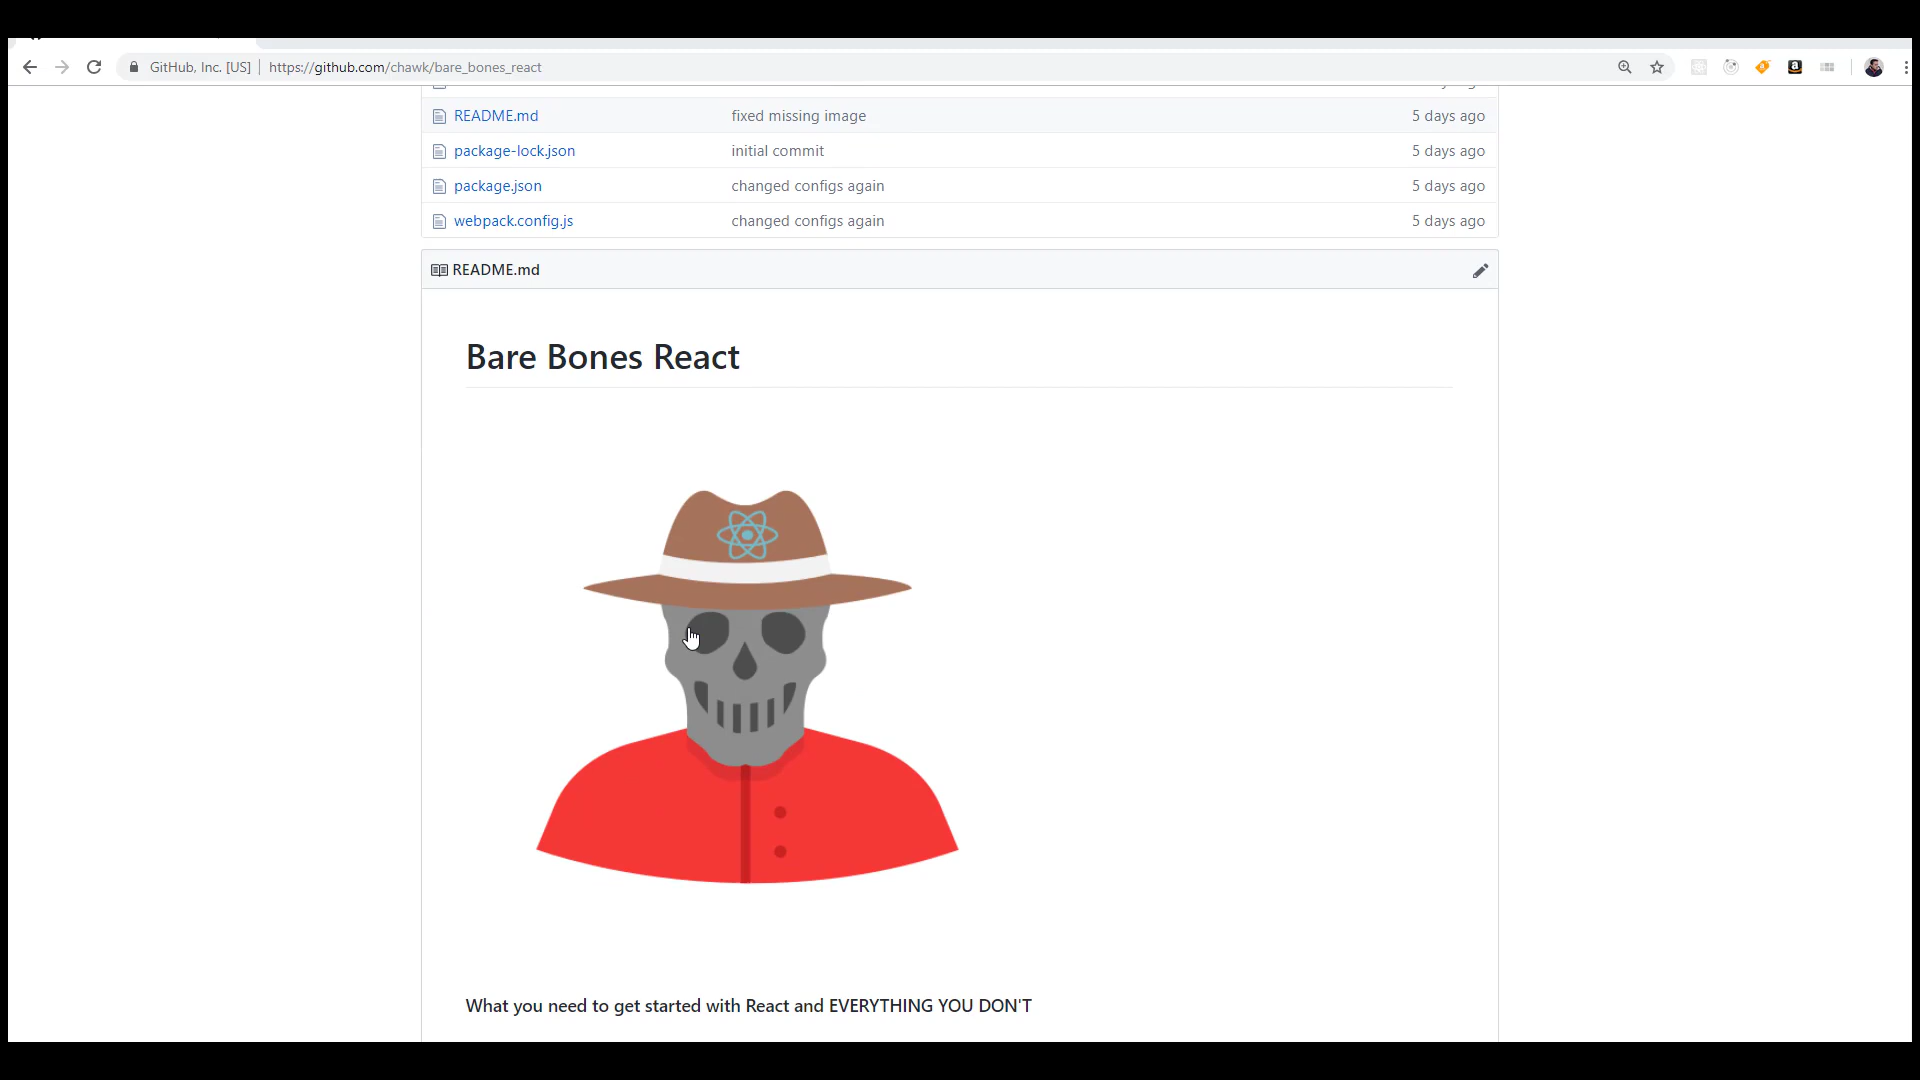 GitHub, Inc. [US] https://github.com/chawk/bare_bones_react
README.md fixed missing image 5 days ago
package-lock.json initial commit 5 days ago
package.json changed configs again 5 days ago
webpack.config.js changed configs again 5 days ago
README.md
Bare Bones React
What you need to get started with React and EVERYTHING YOU DON'T